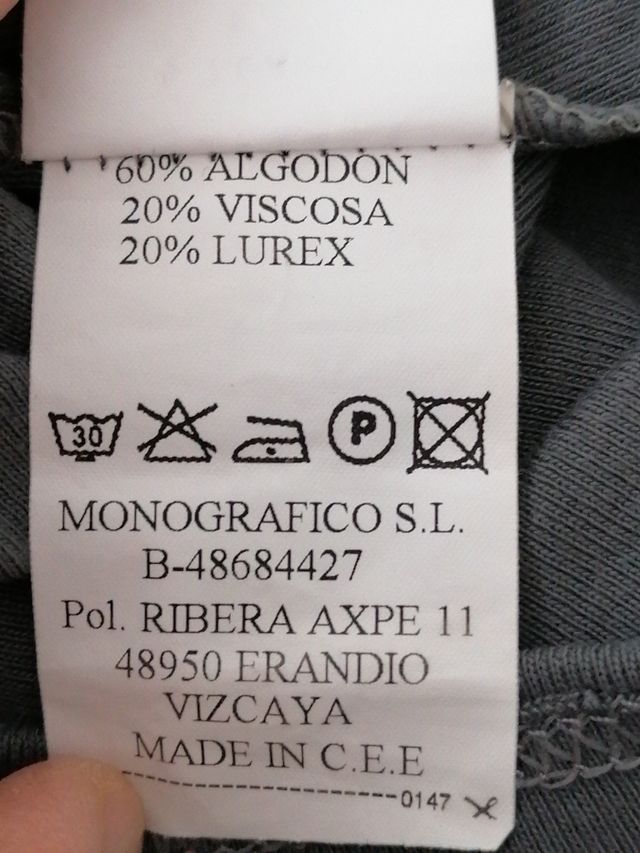 60% ALGODON
20% VISCOSA
20% LUREX
30 P
MONOGRAFICO S.L.
B-48684427
Pol. RIBERA AXPE 11
48950 ERANDIO
VIZCAYA
MADE IN C.E.E
0147